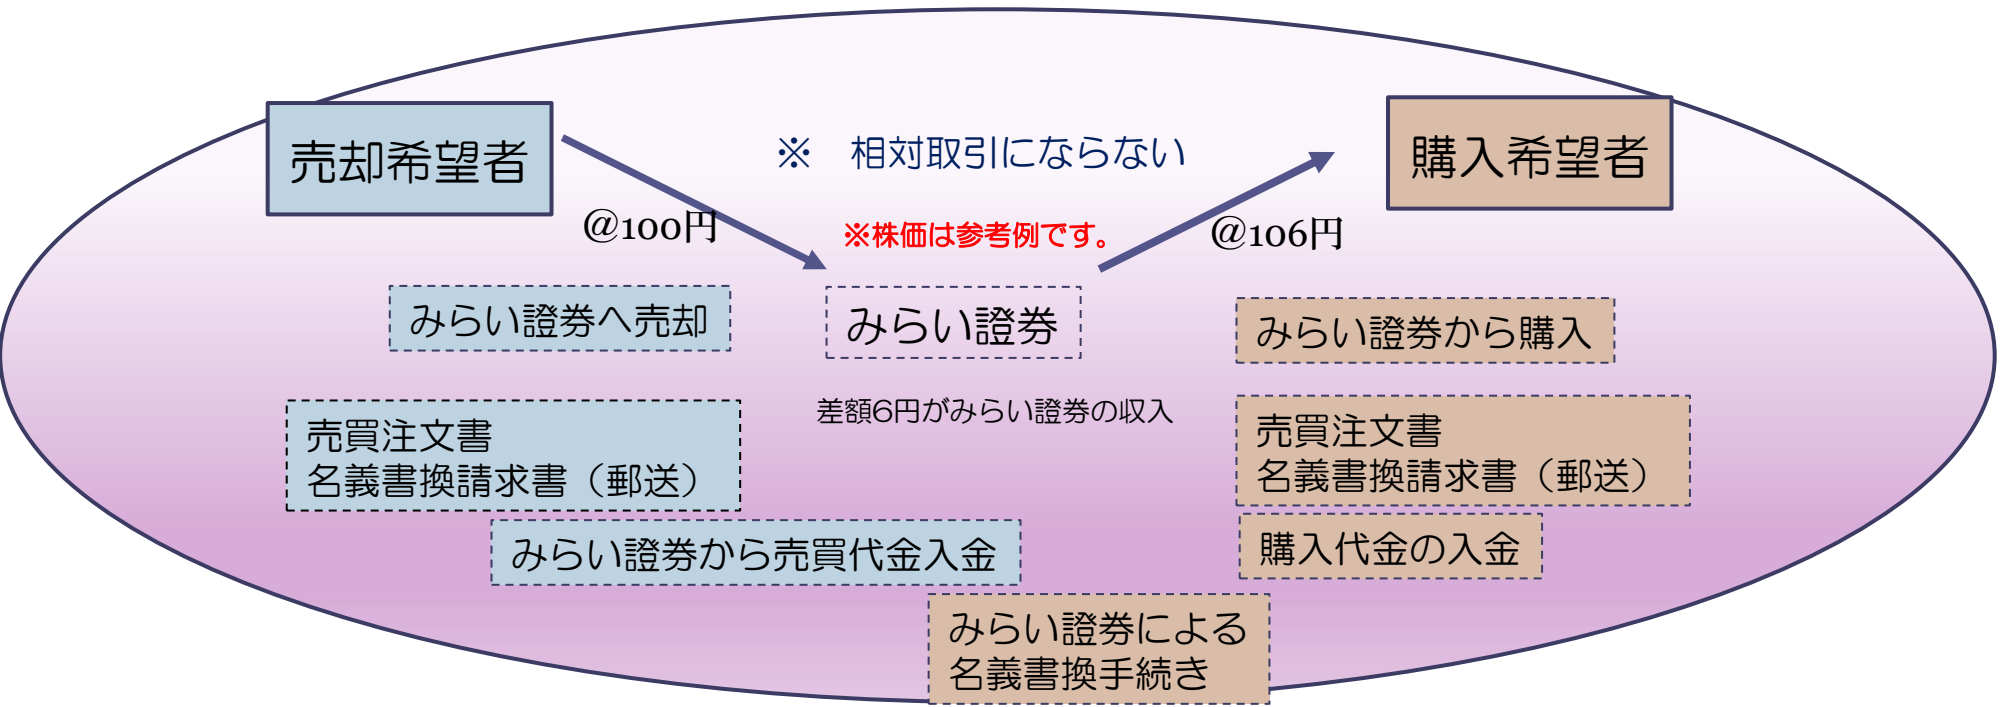 売却希望者
※　相対取引にならない
購入希望者
@100円
※株価は参考例です。
@106円
みらい證券へ売却
みらい證券
みらい證券から購入
差額6円がみらい證券の収入
売買注文書
名義書換請求書（郵送）
売買注文書
名義書換請求書（郵送）
みらい證券から売買代金入金
購入代金の入金
みらい證券による
名義書換手続き